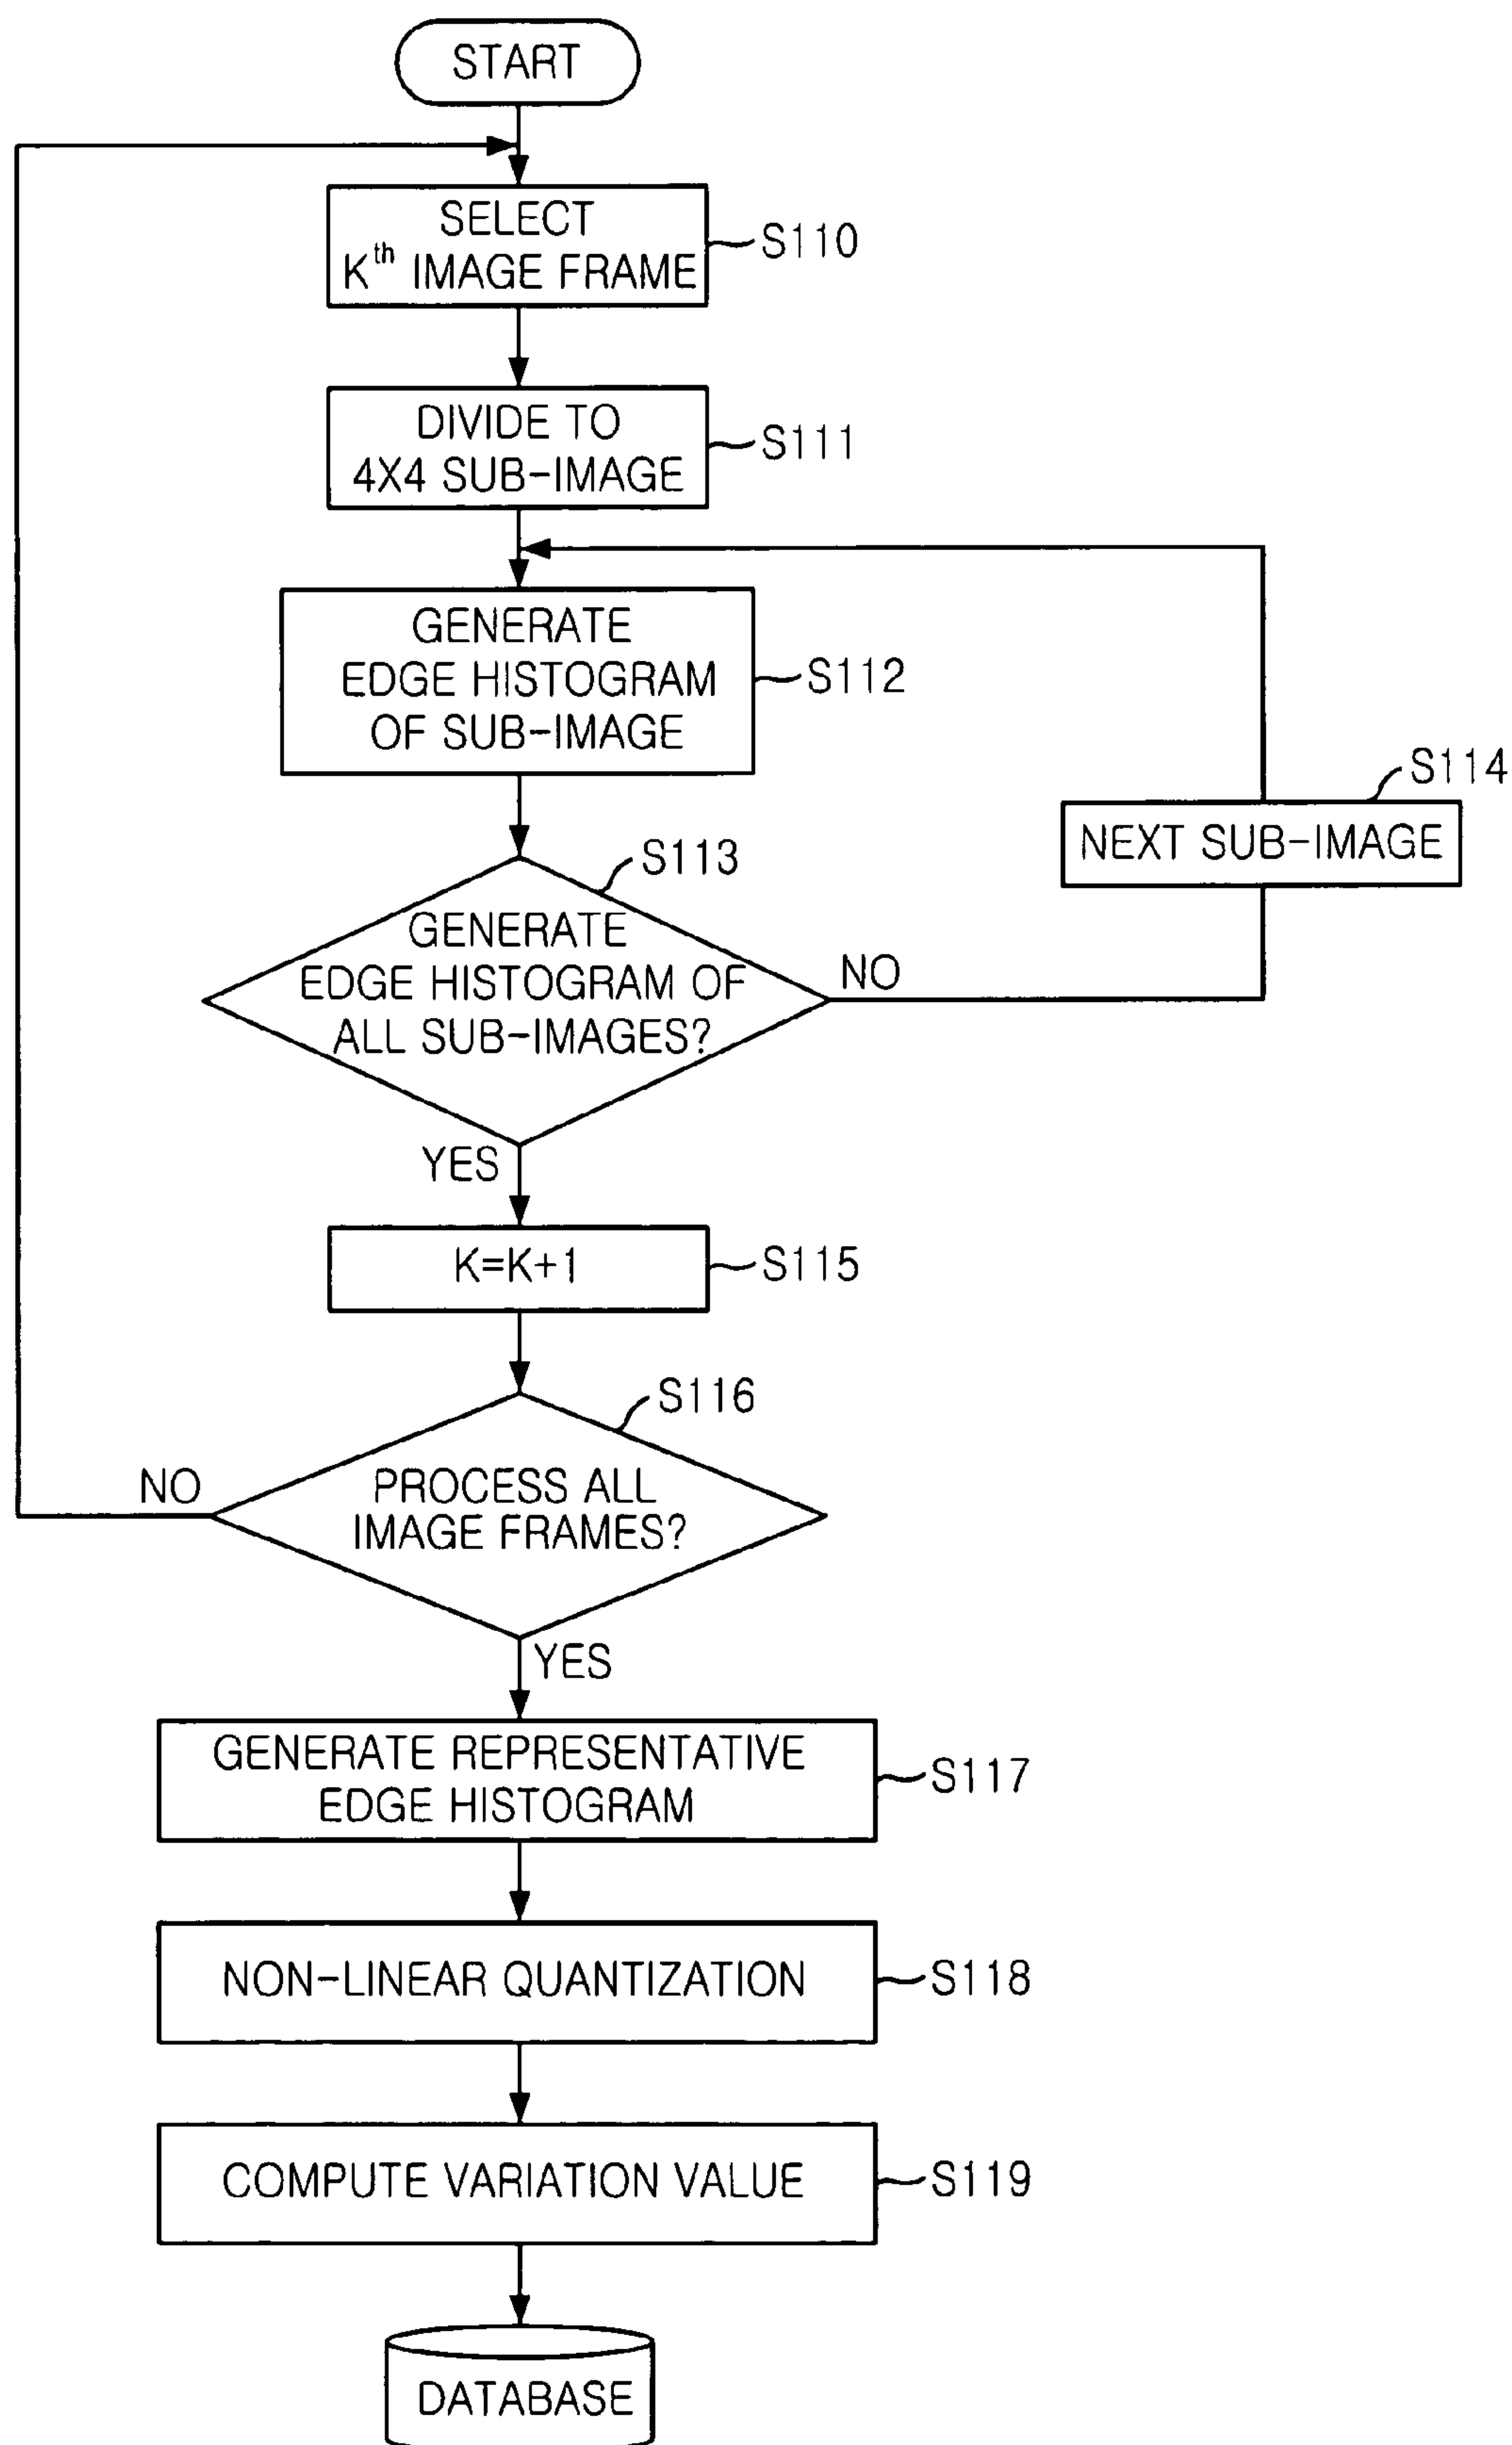 START
SELECT
Kth IMAGE FRAME
S110
DIVIDE TO
4X4 SUB-IMAGE
S111
GENERATE
EDGE HISTOGRAM
OF SUB-IMAGE
S112
S114
NEXT SUB-IMAGE
S113
GENERATE
EDGE HISTOGRAM OF
ALL SUB-IMAGES?
NO
YES
K=K+1
S115
S116
PROCESS ALL
IMAGE FRAMES?
NO
YES
GENERATE REPRESENTATIVE
EDGE HISTOGRAM
S117
NON-LINEAR QUANTIZATION
S118
COMPUTE VARIATION VALUE
S119
DATABASE